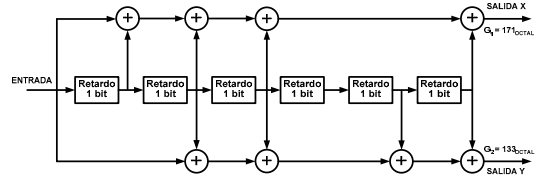 SALIDA X
G1 = 171OCTAL
ENTRADA
Retardo
1 bit
Retardo
1 bit
Retardo
1 bit
Retardo
1 bit
Retardo
1 bit
Retardo
1 bit
G2 = 133OCTAL
SALIDA Y
+
+
+
+
+
+
+
+